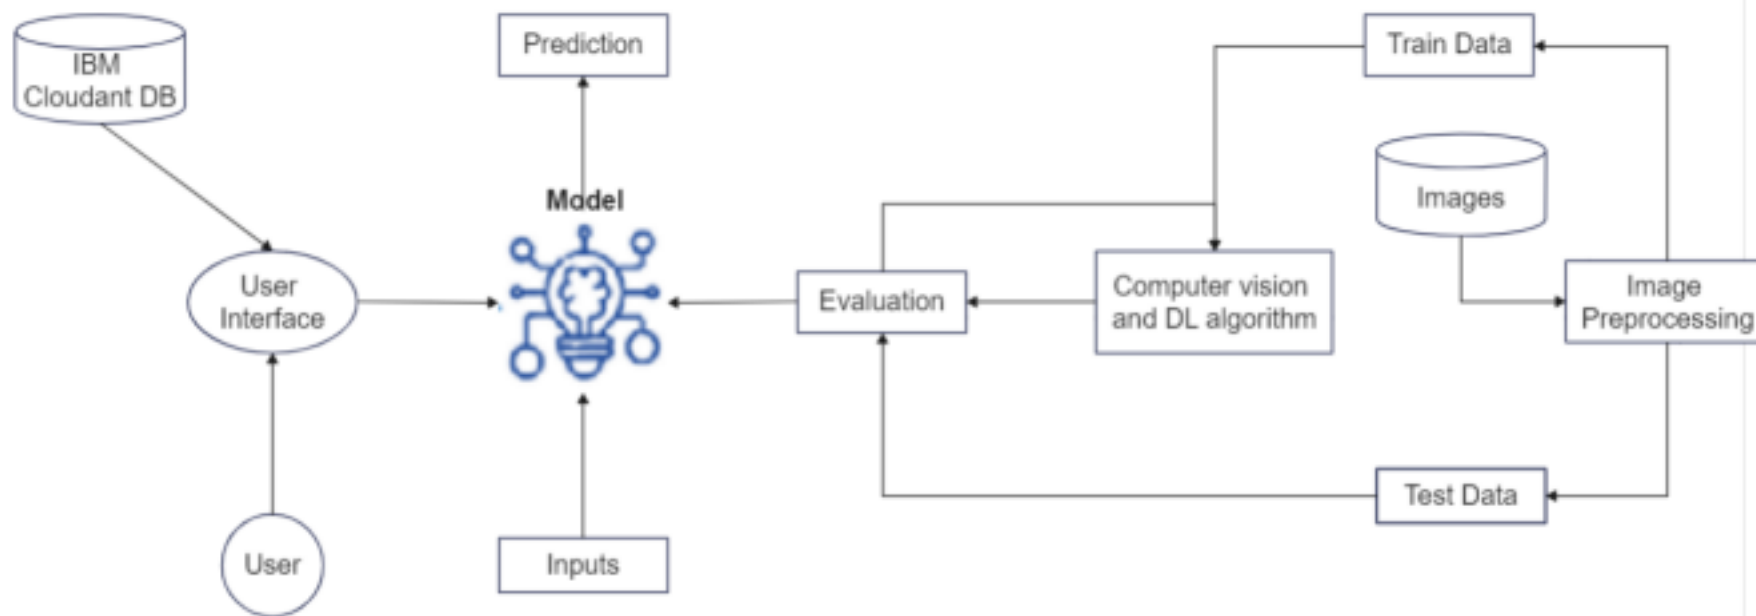 IBM
Cloudant DB
Prediction
Train Data
Images
Model
User
Interface
Evaluation
Computer vision
and DL algorithm
Image
Preprocessing
Test Data
User
Inputs